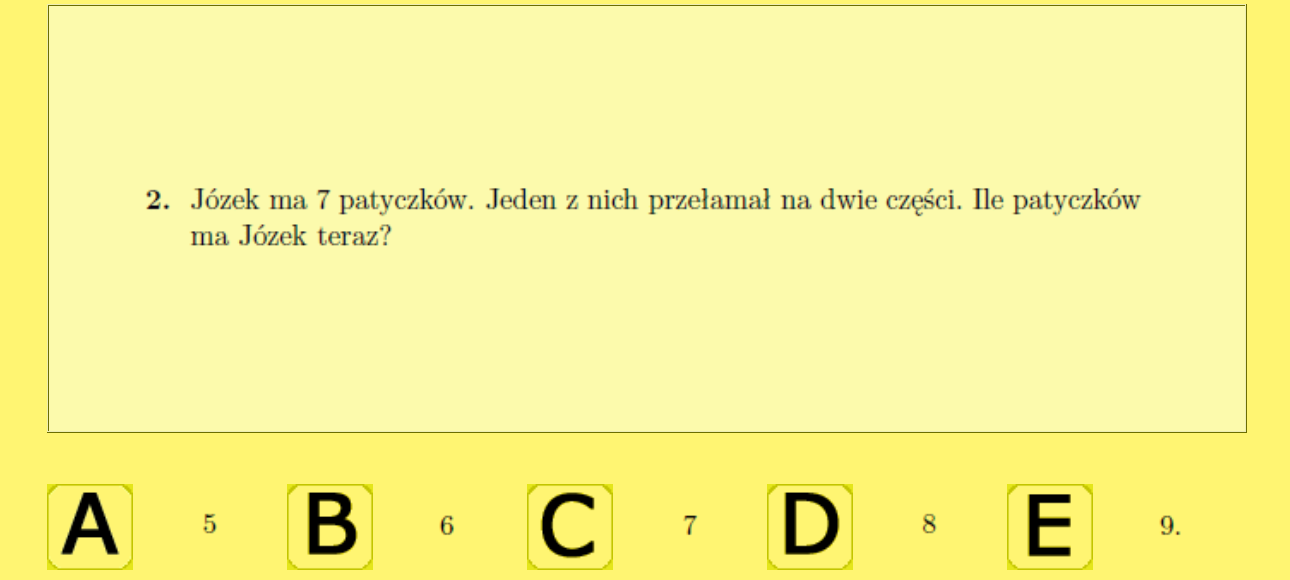 2. Józek ma 7 patyczków. Jeden z nich przełamał na dwie części. Ile patyczków
ma Józek teraz?
A 5 B 6 C 7 D 8 E 9.